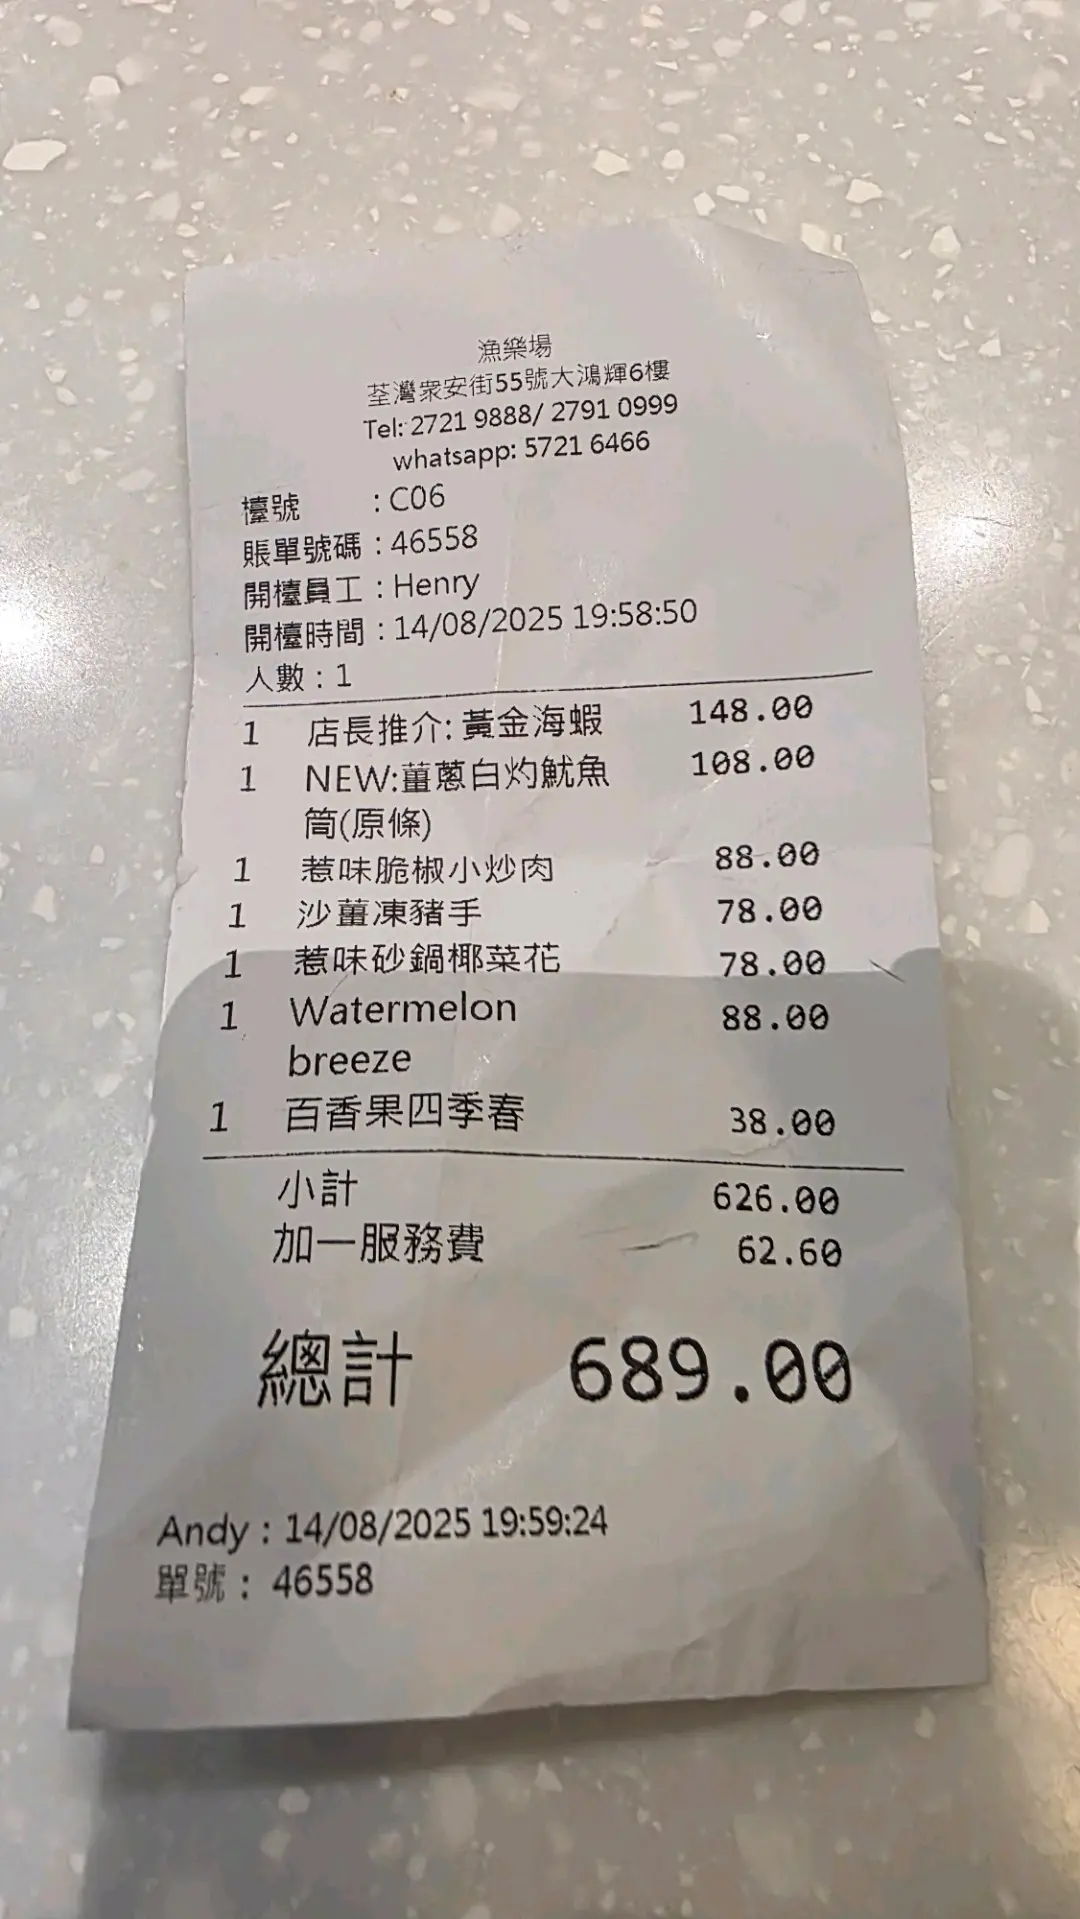 漁樂場
荃灣眾安街55號大鴻輝6樓
Tel: 2721 9888/ 2791 0999
whatsapp: 5721 6466
檯號 : C06
賬單號碼 : 46558
開檯員工 : Henry
開檯時間 : 14/08/2025 19:58:50
人數 : 1
1 店長推介: 黃金海蝦 148.00
1 NEW:薑蔥白灼魷魚 108.00
筒(原條)
1 惹味脆椒小炒肉 88.00
1 沙薑凍豬手 78.00
1 惹味砂鍋椰菜花 78.00
1 Watermelon 88.00
breeze
1 百香果四季春 38.00
小計 626.00
加一服務費 62.60
總計 689.00
Andy : 14/08/2025 19:59:24
單號 : 46558